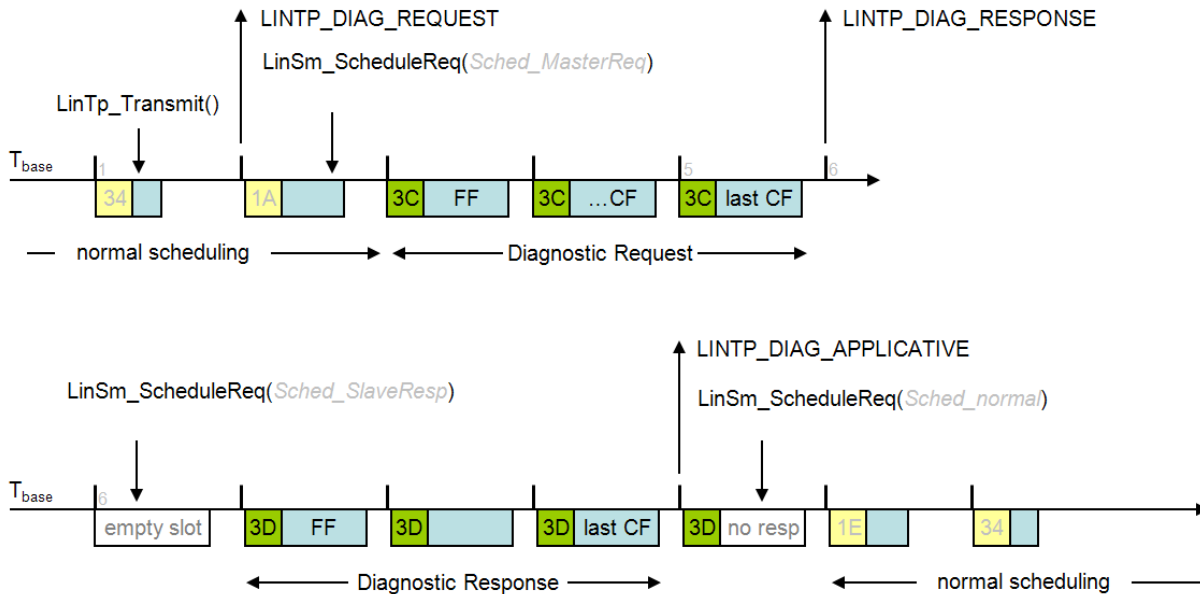 LINTP_DIAG_REQUEST
LINTP_DIAG_RESPONSE
LinSm_ScheduleReq(Sched_MasterReq)
LinTp_Transmit()
Tbase
1
5
6
34
1A
3C FF
3C ...CF
3C last CF
normal scheduling
Diagnostic Request
LINTP_DIAG_APPLICATIVE
LinSm_ScheduleReq(Sched_SlaveResp)
LinSm_ScheduleReq(Sched_normal)
Tbase
6
empty slot
3D FF
3D
3D last CF
3D no resp
1E
34
Diagnostic Response
normal scheduling